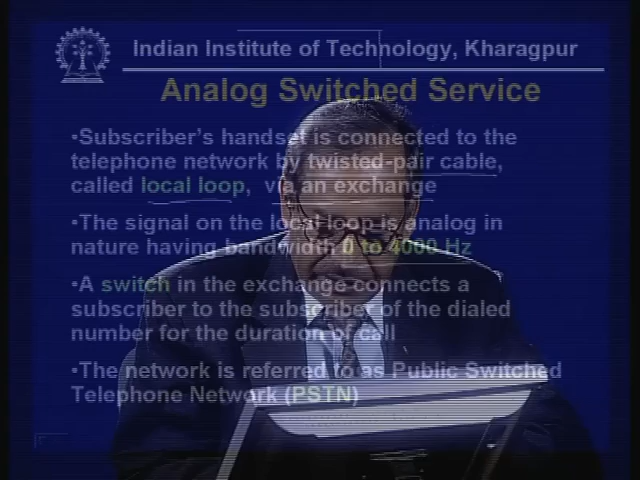 Indian Institute of Technology, Kharagpur
Analog Switched Service
•Subscriber's handset is connected to the
telephone network by twisted-pair cable,
called local loop, via an exchange
•The signal on the local loop is analog in
nature having bandwidth 0 to 4000 Hz
•A switch in the exchange connects a
subscriber to the subscriber of the dialed
number for the duration of call
•The network is referred to as Public Switched
Telephone Network (PSTN)